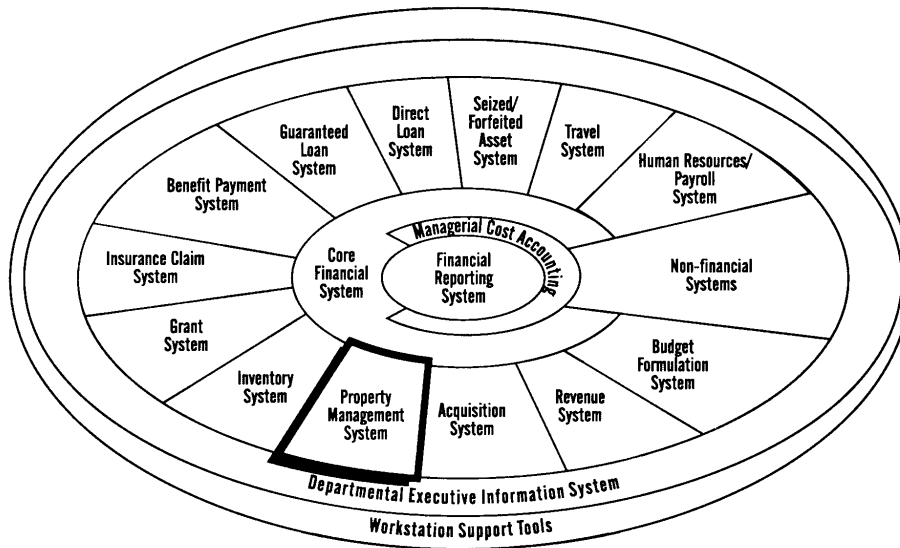 Direct
Loan
System
Seized/
Forfeited
Asset
System
Travel
System
Guaranteed
Loan
System
Human Resources/
Payroll
System
Benefit Payment
System
Managerial Cost Accounting
Core
Financial
System
Financial
Reporting
System
Insurance Claim
System
Non-financial
Systems
Grant
System
Budget
Formulation
System
Inventory
System
Property
Management
System
Acquisition
System
Revenue
System
Departmental Executive Information System
Workstation Support Tools